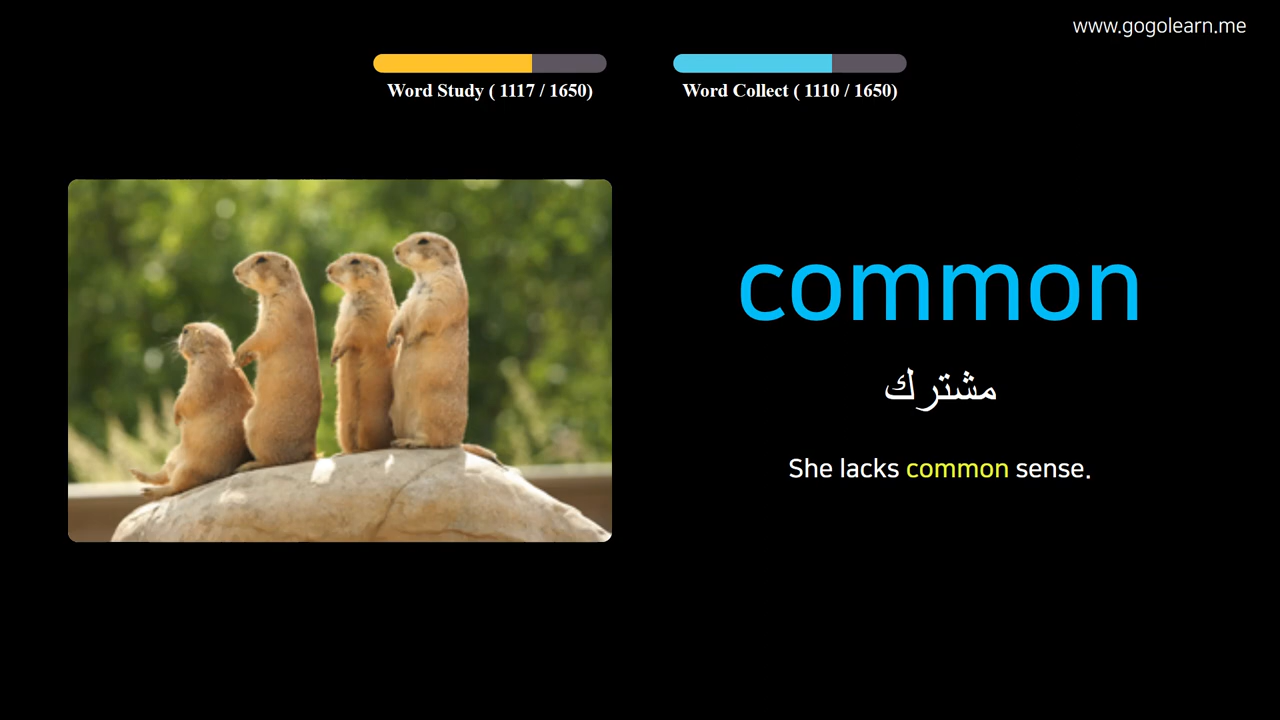 www.gogolearn.me
Word Study ( 1117 / 1650)
Word Collect ( 1110 / 1650)
common
مشترك
She lacks common sense.